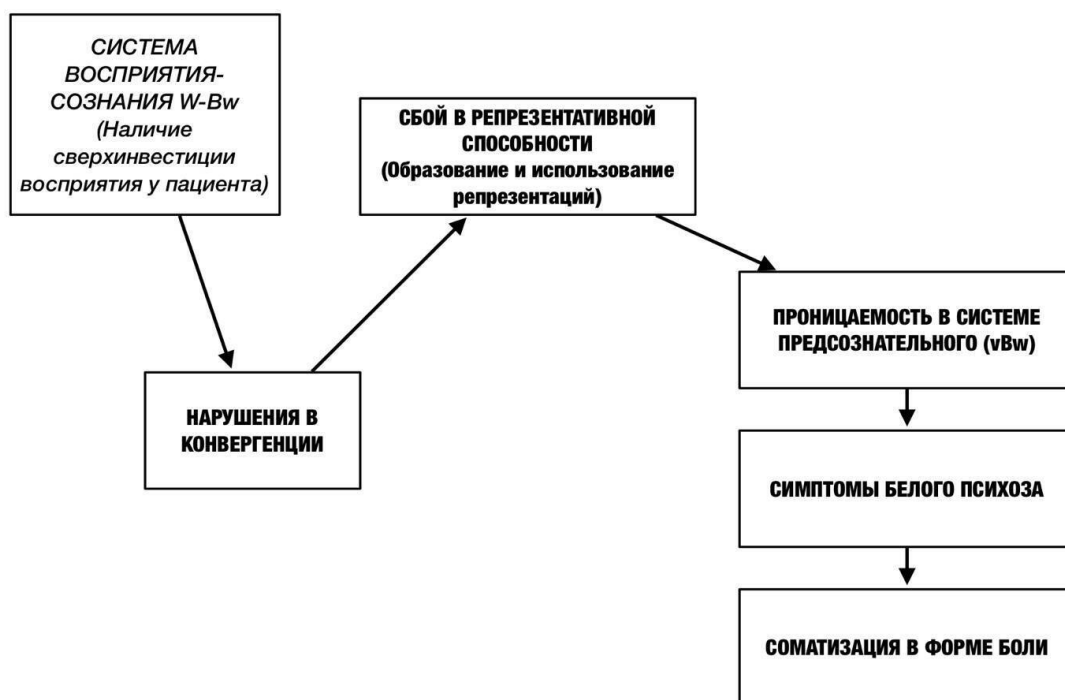 СИСТЕМА
ВОСПРИЯТИЯ-
СОЗНАНИЯ W-Bw
(Наличие
сверхинвестиции
восприятия у пациента)
НАРУШЕНИЯ В
КОНВЕРГЕНЦИИ
СБОЙ В РЕПРЕЗЕНТАТИВНОЙ
СПОСОБНОСТИ
(Образование и использование
репрезентаций)
ПРОНИЦАЕМОСТЬ В СИСТЕМЕ
ПРЕДСОЗНАТЕЛЬНОГО (vBw)
СИМПТОМЫ БЕЛОГО ПСИХОЗА
СОМАТИЗАЦИЯ В ФОРМЕ БОЛИ